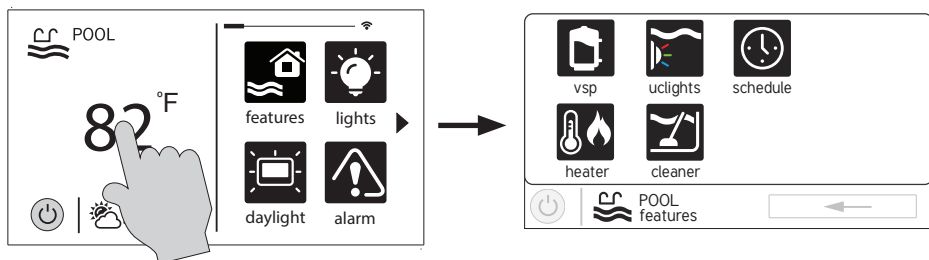 POOL
82 °F
features lights
daylight alarm
vsp uclights schedule
heater cleaner
POOL
features